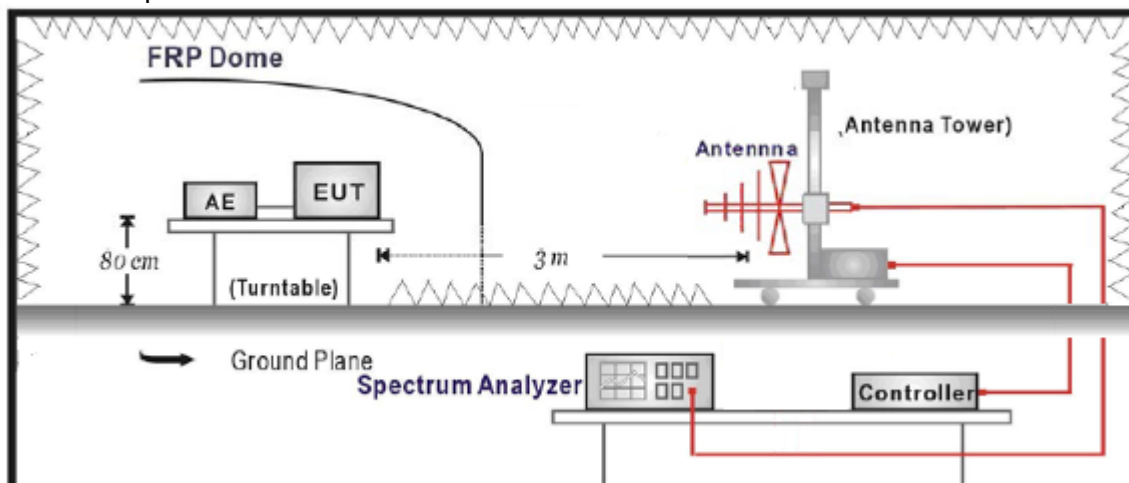 FRP Dome
Antenna Tower)
Antennna
AE
EUT
80 cm
3 m
(Turntable)
Ground Plane
Spectrum Analyzer
Controller